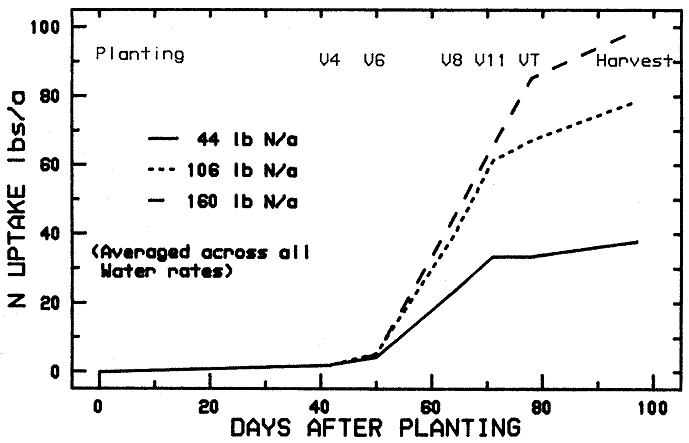 100
Planting V4 V6 V8 V11 VT Harvest
80
44 lb N/a
106 lb N/a
160 lb N/a
60
40
(Averaged across all
Water rates)
20
0
N UPTAKE lbs/a
0 20 40 60 80 100
DAYS AFTER PLANTING